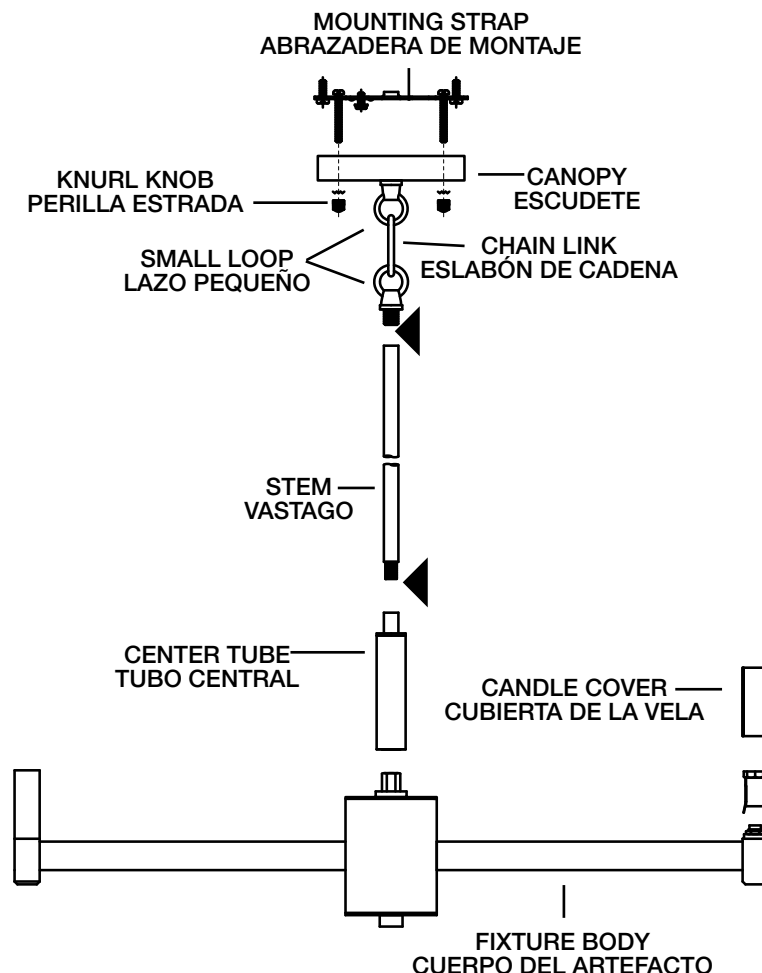 MOUNTING STRAP
ABRAZADERA DE MONTAJE
KNURL KNOB
PERILLA ESTRADA
CANOPY
ESCUDETE
SMALL LOOP
LAZO PEQUEÑO
CHAIN LINK
ESLABÓN DE CADENA
STEM
VASTAGO
CENTER TUBE
TUBO CENTRAL
CANDLE COVER
CUBIERTA DE LA VELA
FIXTURE BODY
CUERPO DEL ARTEFACTO